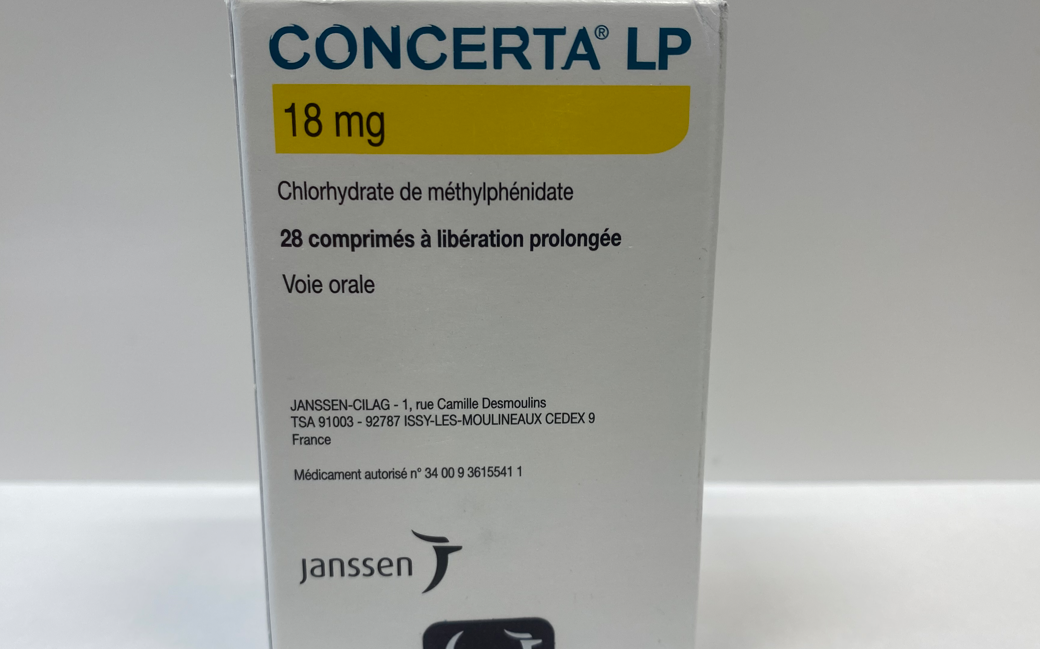 CONCERTA® LP
18 mg
Chlorhydrate de méthylphénidate
28 comprimés à libération prolongée
Voie orale
JANSSEN-CILAG - 1, rue Camille Desmoulins
TSA 91003 - 92787 ISSY-LES-MOULINEAUX CEDEX 9
France
Médicament autorisé n° 34 00 9 3615541 1
janssen